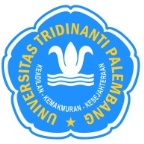 UNIVERSITAS TRIDINANTI PALEMBANG
KEADILAN - KEMAKMURAN - KESEJAHTERAAN